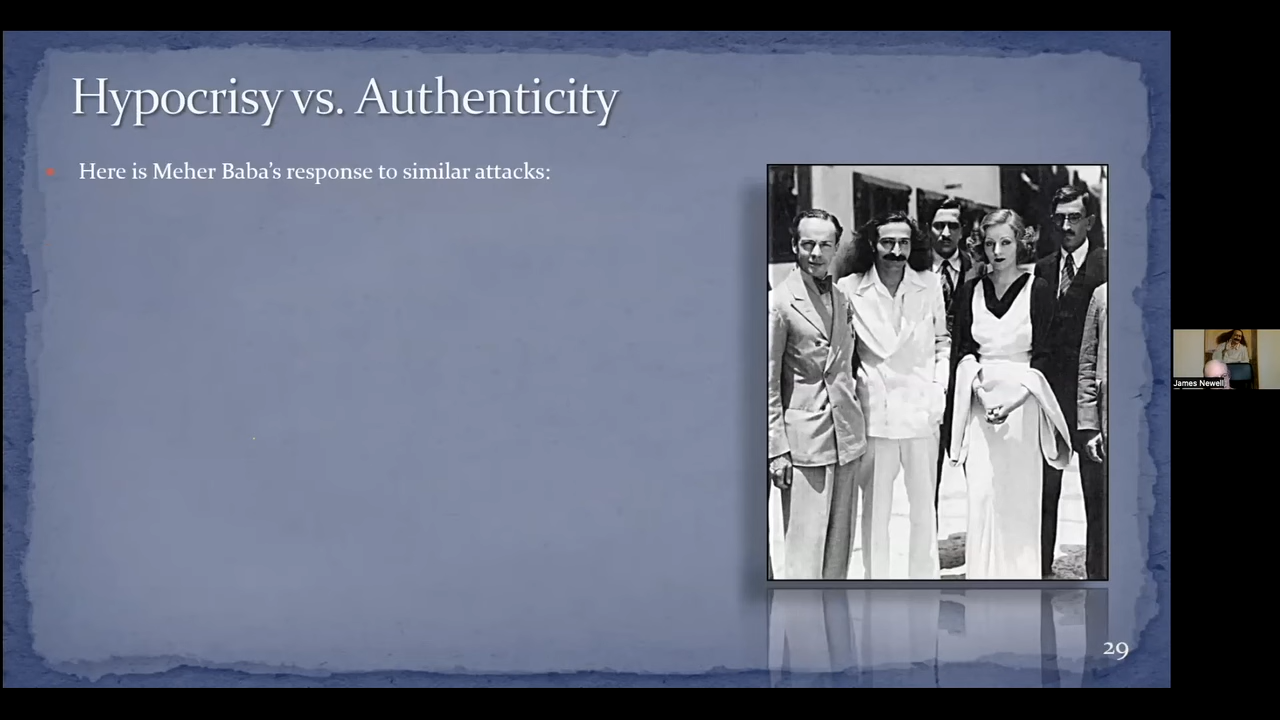 Hypocrisy vs. Authenticity
Here is Meher Baba’s response to similar attacks:
James Newell
29